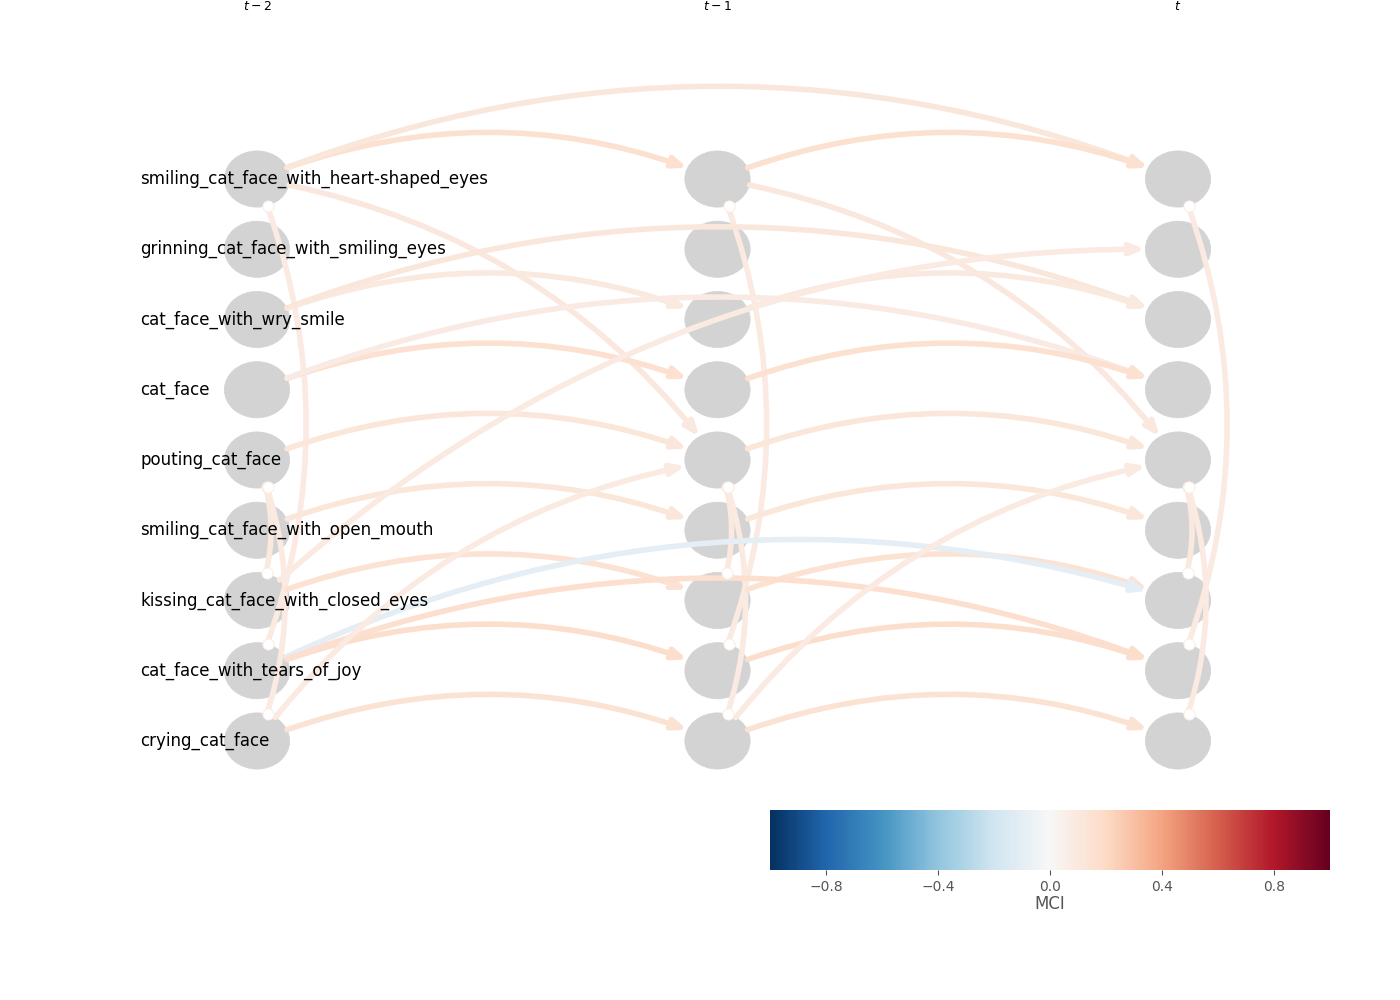 t − 2 t − 1 t
smiling_cat_face_with_heart-shaped_eyes
grinning_cat_face_with_smiling_eyes
cat_face_with_wry_smile
cat_face
pouting_cat_face
smiling_cat_face_with_open_mouth
kissing_cat_face_with_closed_eyes
cat_face_with_tears_of_joy
crying_cat_face
−0.8 −0.4 0.0 0.4 0.8
MCI